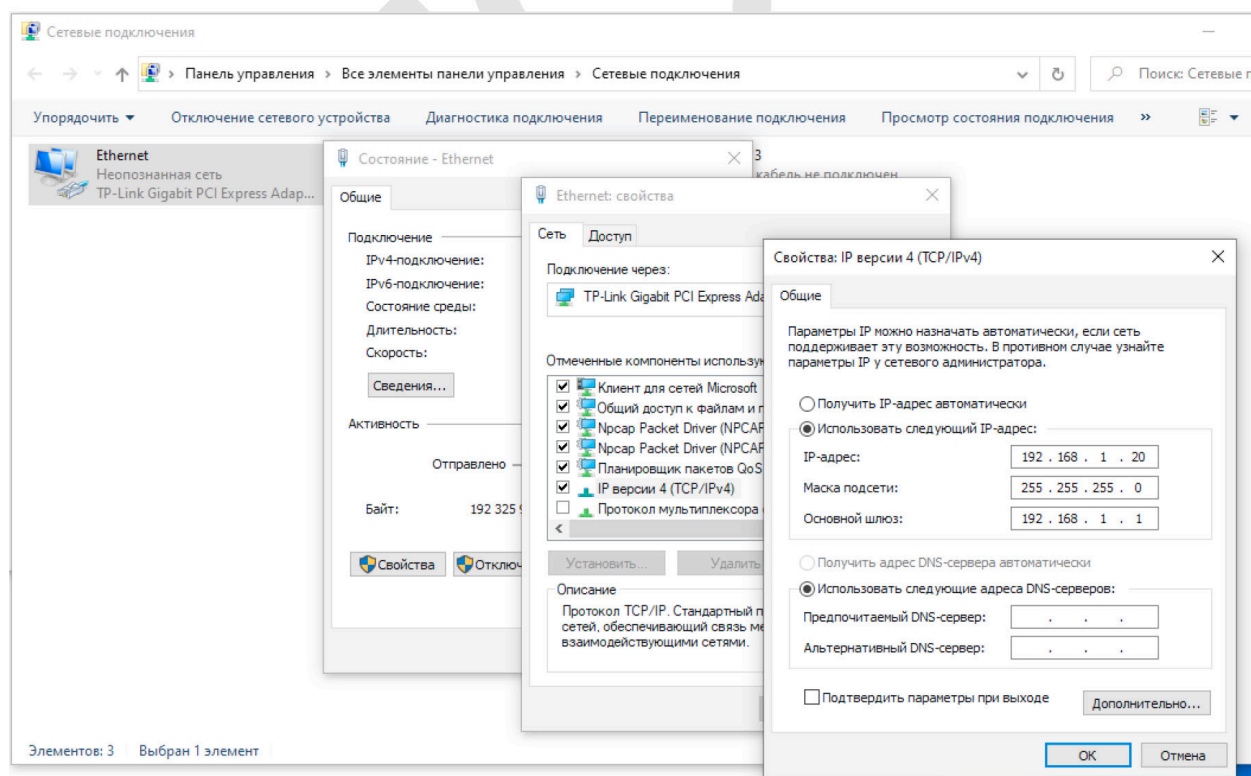 Сетевые подключения
Панель управления › Все элементы панели управления › Сетевые подключения
Поиск: Сетевые
Упорядочить
Отключение сетевого устройства
Диагностика подключения
Переименование подключения
Просмотр состояния подключения
»
Ethernet
Неопознанная сеть
TP-Link Gigabit PCI Express Adap...
3
кабель не подключен
Состояние - Ethernet
Общие
Подключение
IPv4-подключение:
IPv6-подключение:
Состояние среды:
Длительность:
Скорость:
Сведения...
Активность
Отправлено
Байт: 192 325
Свойства
Отключ
Ethernet: свойства
Сеть
Доступ
Подключение через:
TP-Link Gigabit PCI Express Ada
Отмеченные компоненты использу
Клиент для сетей Microsoft
Общий доступ к файлам и
Npcap Packet Driver (NPCAP
Npcap Packet Driver (NPCAP
Планировщик пакетов QoS
IP версии 4 (TCP/IPv4)
Протокол мультиплексора
Установить...
Удалить
Описание
Протокол TCP/IP. Стандартный п
сетей, обеспечивающий связь ме
взаимодействующими сетями.
Свойства: IP версии 4 (TCP/IPv4)
Общие
Параметры IP можно назначать автоматически, если сеть
поддерживает эту возможность. В противном случае узнайте
параметры IP у сетевого администратора.
Получить IP-адрес автоматически
Использовать следующий IP-адрес:
IP-адрес: 192 . 168 . 1 . 20
Маска подсети: 255 . 255 . 255 . 0
Основной шлюз: 192 . 168 . 1 . 1
Получить адрес DNS-сервера автоматически
Использовать следующие адреса DNS-серверов:
Предпочитаемый DNS-сервер: . . .
Альтернативный DNS-сервер: . . .
Подтвердить параметры при выходе
Дополнительно...
ОК
Отмена
Элементов: 3
Выбран 1 элемент